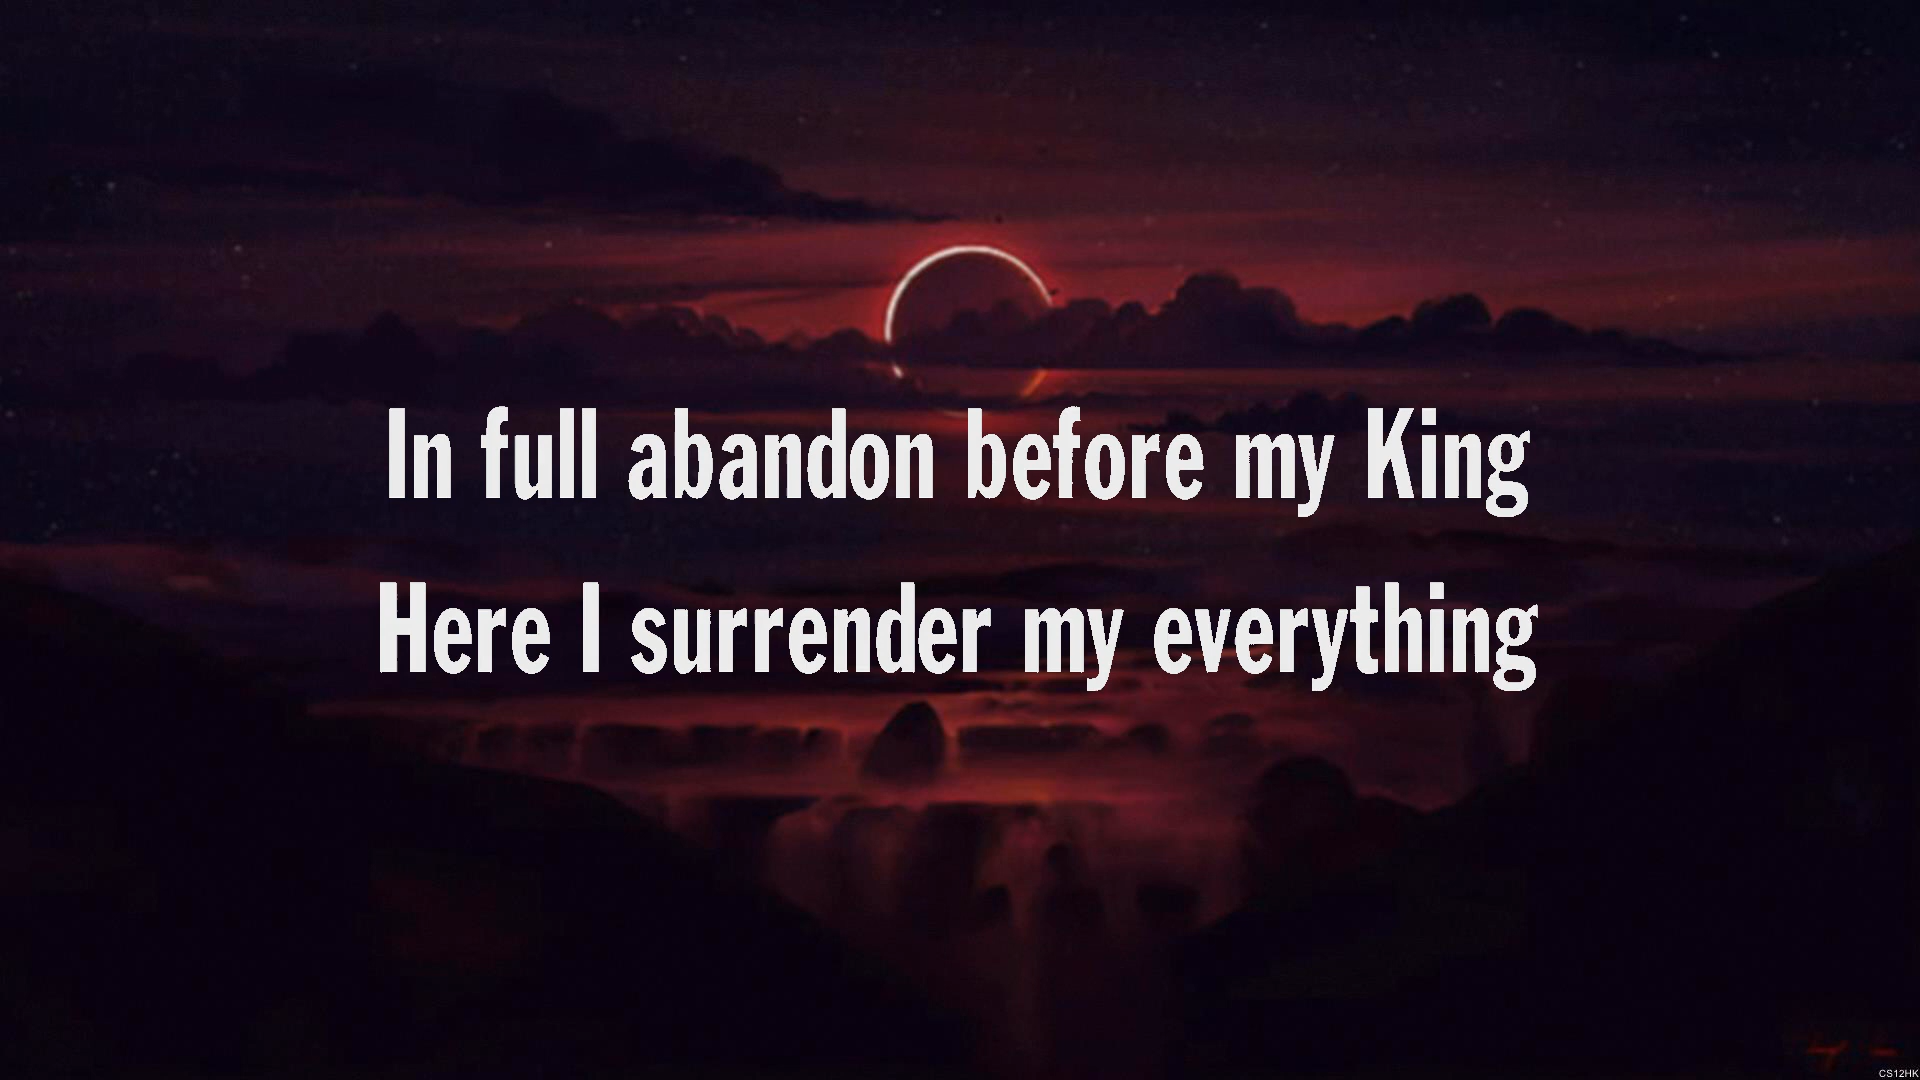 In full abandon before my King
Here I surrender my everything
CS12HK